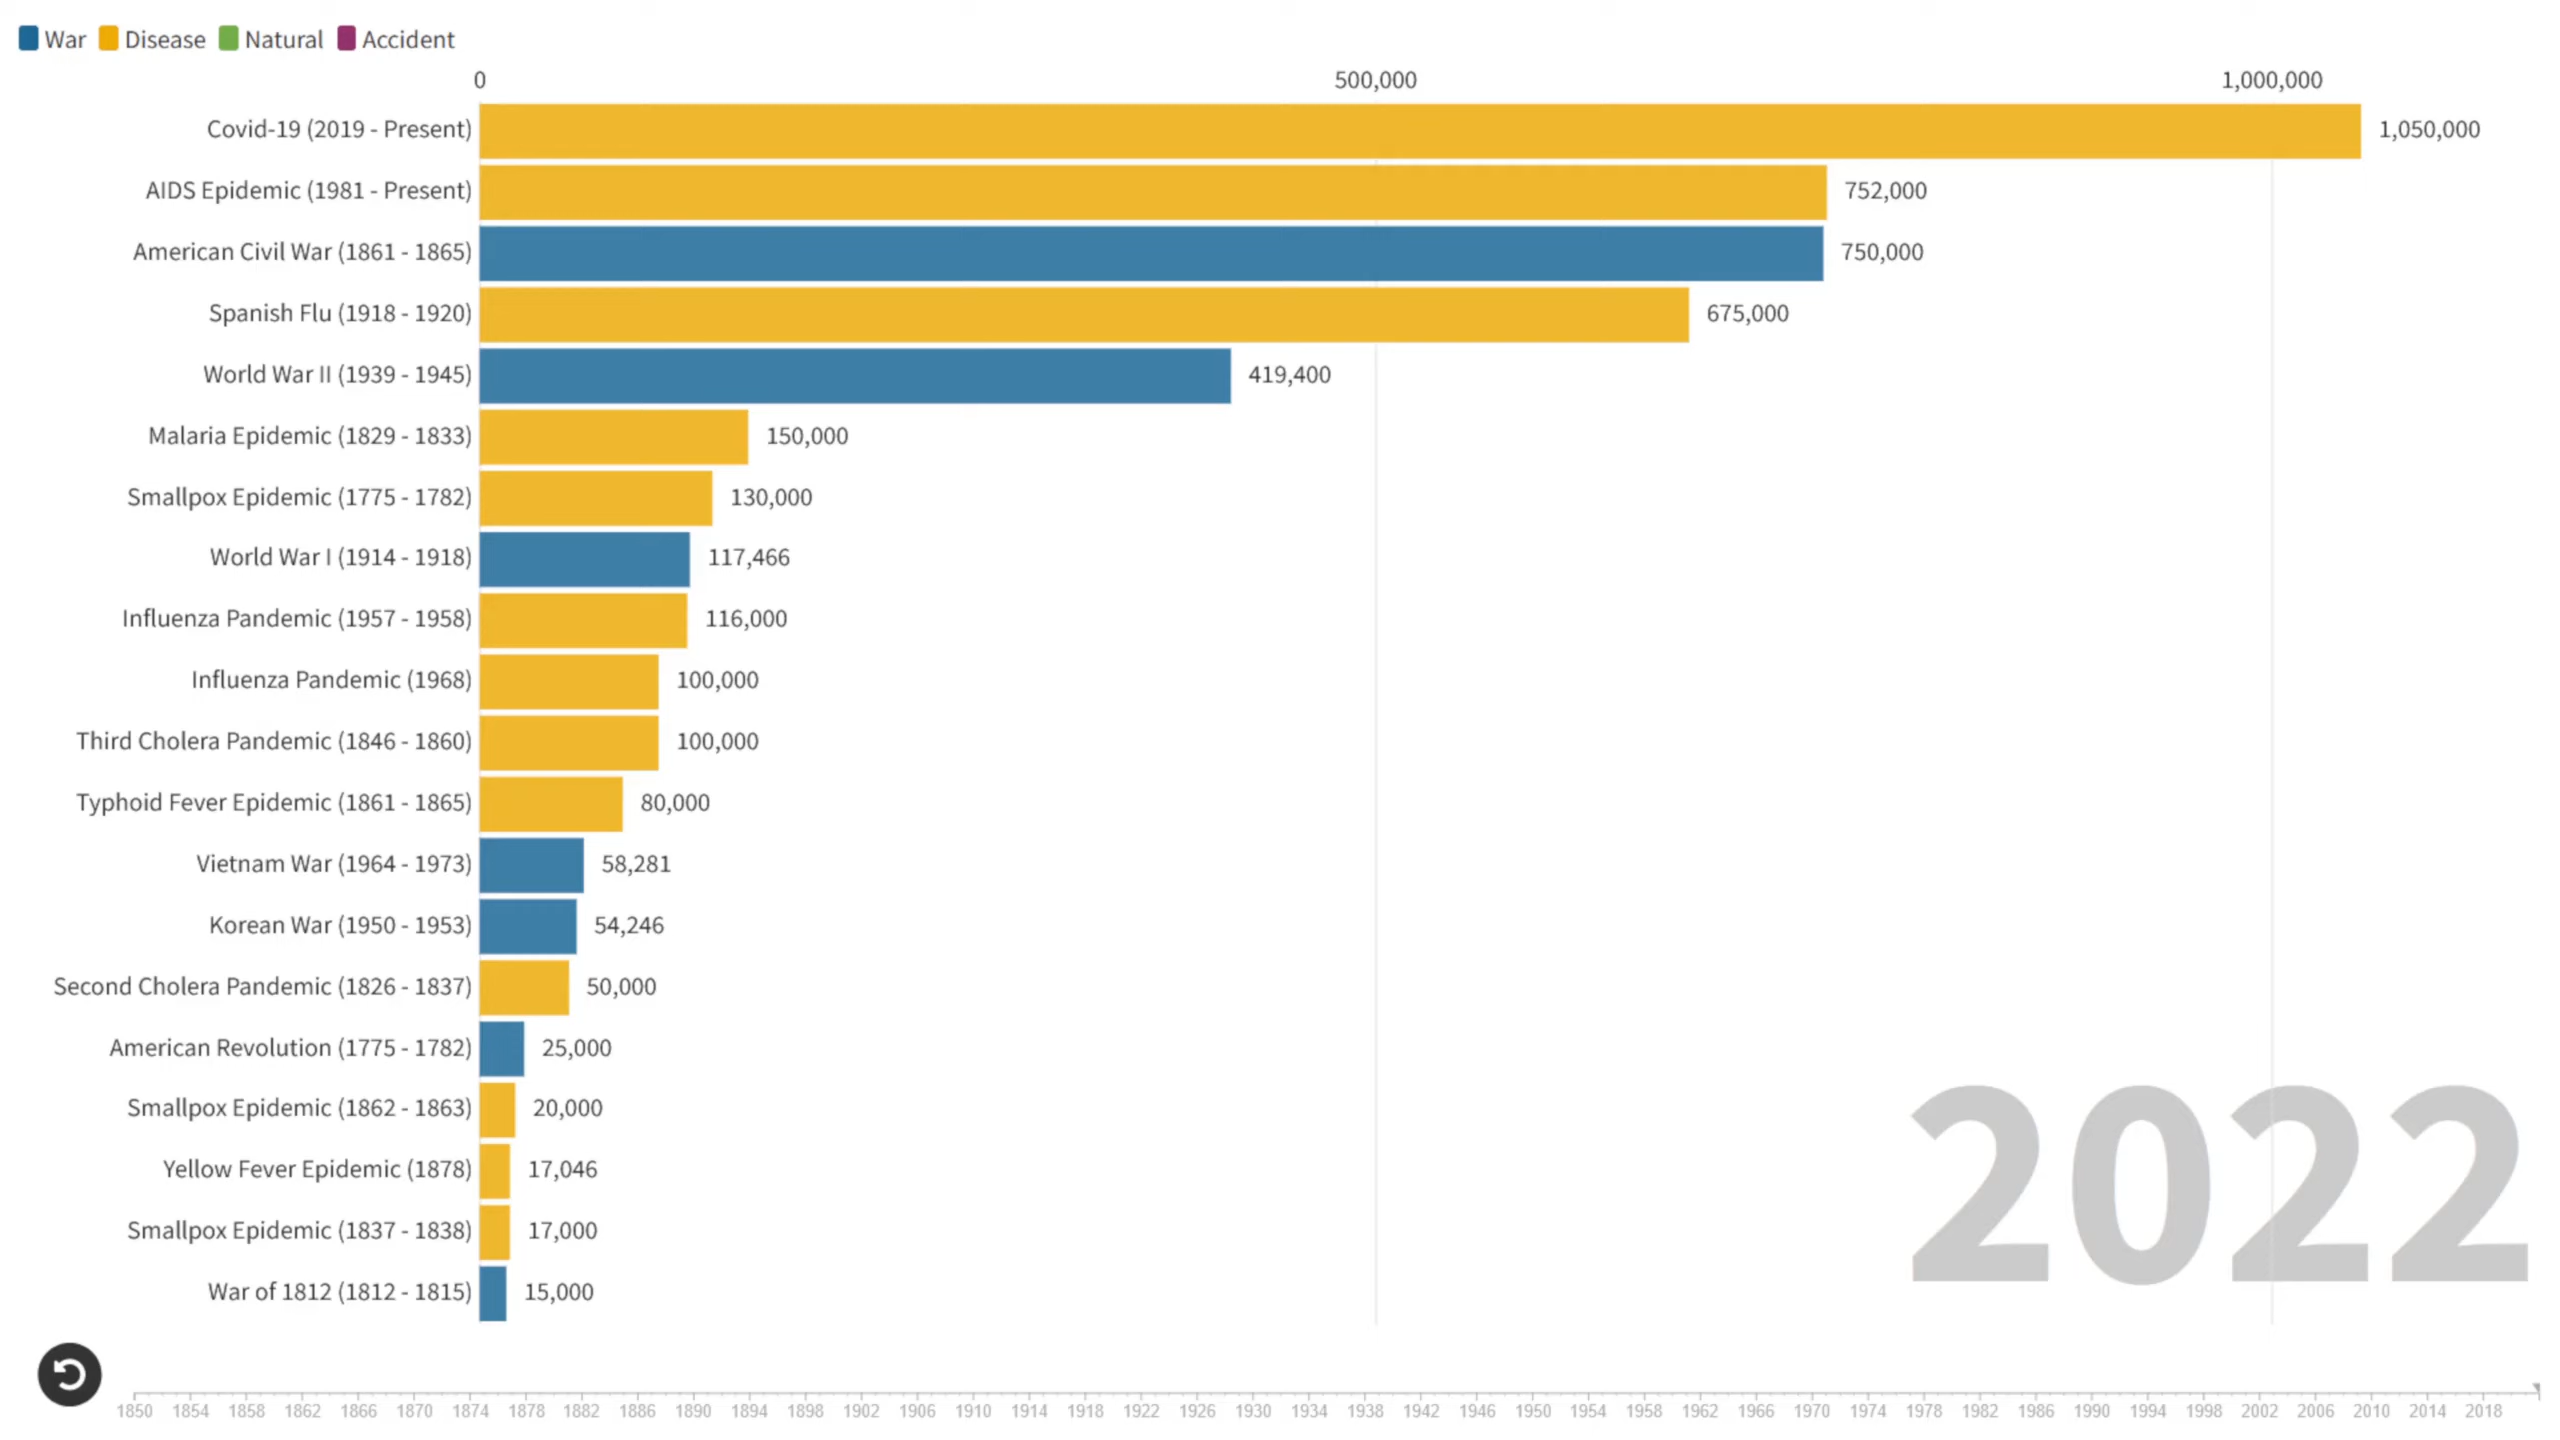 War Disease Natural Accident
0 500,000 1,000,000
Covid-19 (2019 - Present) 1,050,000
AIDS Epidemic (1981 - Present) 752,000
American Civil War (1861 - 1865) 750,000
Spanish Flu (1918 - 1920) 675,000
World War II (1939 - 1945) 419,400
Malaria Epidemic (1829 - 1833) 150,000
Smallpox Epidemic (1775 - 1782) 130,000
World War I (1914 - 1918) 117,466
Influenza Pandemic (1957 - 1958) 116,000
Influenza Pandemic (1968) 100,000
Third Cholera Pandemic (1846 - 1860) 100,000
Typhoid Fever Epidemic (1861 - 1865) 80,000
Vietnam War (1964 - 1973) 58,281
Korean War (1950 - 1953) 54,246
Second Cholera Pandemic (1826 - 1837) 50,000
American Revolution (1775 - 1782) 25,000
Smallpox Epidemic (1862 - 1863) 20,000
Yellow Fever Epidemic (1878) 17,046
Smallpox Epidemic (1837 - 1838) 17,000
War of 1812 (1812 - 1815) 15,000
2022
1850 1854 1858 1862 1866 1870 1874 1878 1882 1886 1890 1894 1898 1902 1906 1910 1914 1918 1922 1926 1930 1934 1938 1942 1946 1950 1954 1958 1962 1966 1970 1974 1978 1982 1986 1990 1994 1998 2002 2006 2010 2014 2018